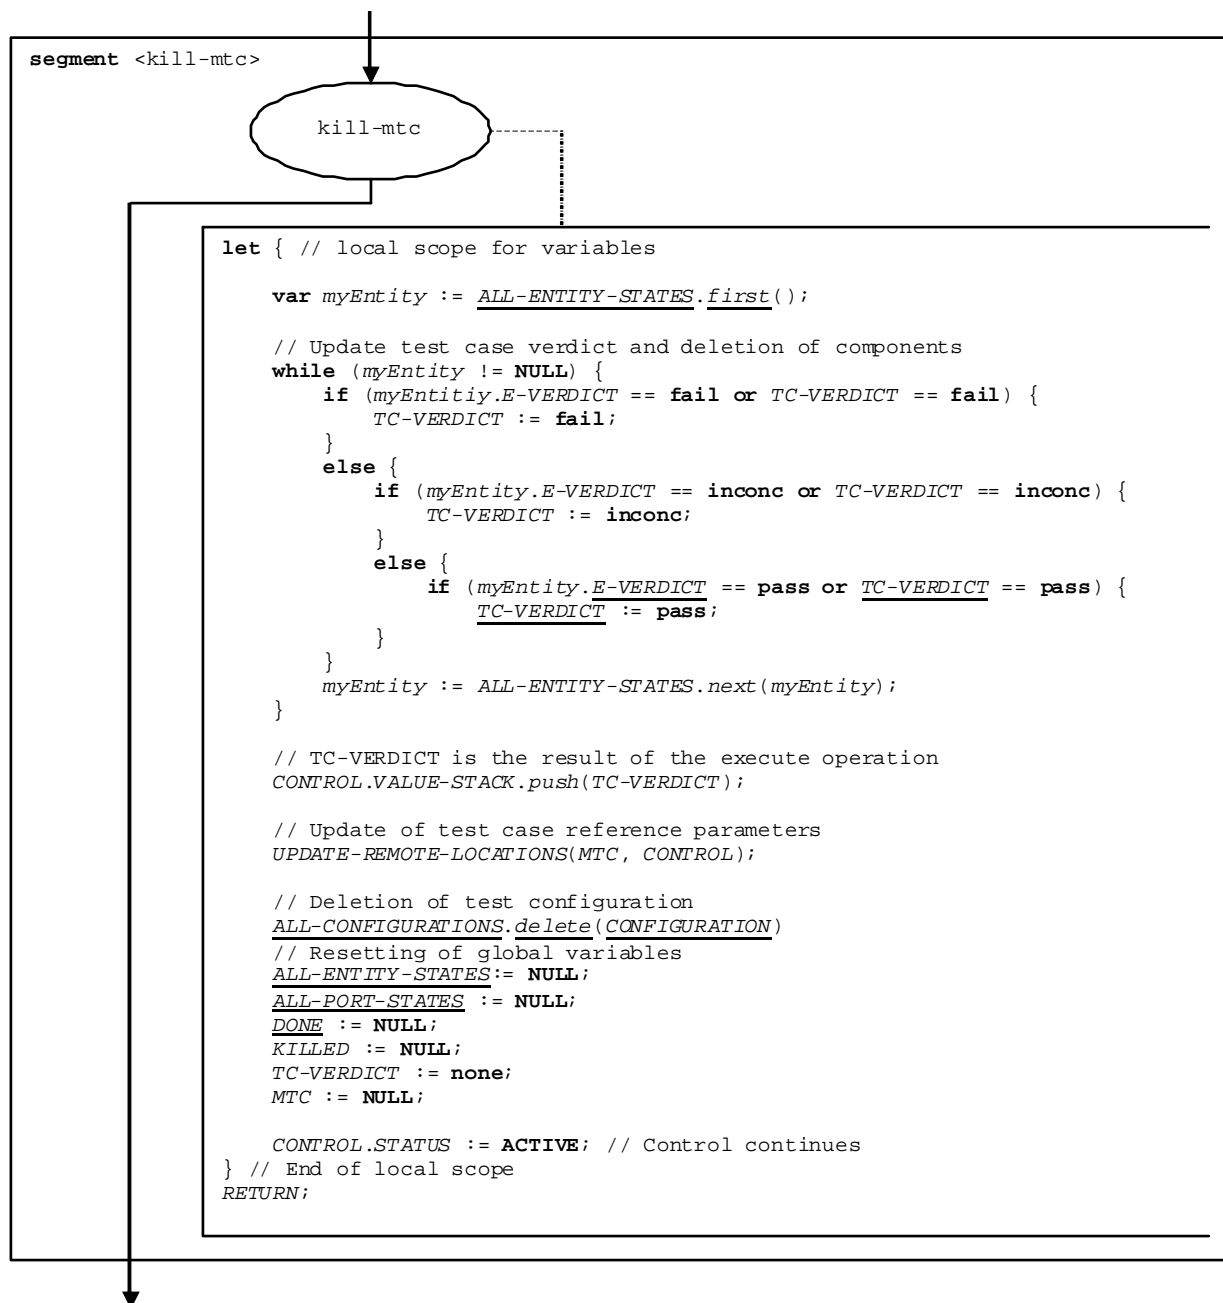 segment <kill-mtc>
kill-mtc
let { // local scope for variables
var myEntity := ALL-ENTITY-STATES.first();
// Update test case verdict and deletion of components
while (myEntity != NULL) {
if (myEntitiy.E-VERDICT == fail or TC-VERDICT == fail) {
TC-VERDICT := fail;
}
else {
if (myEntity.E-VERDICT == inconc or TC-VERDICT == inconc) {
TC-VERDICT := inconc;
}
else {
if (myEntity.E-VERDICT == pass or TC-VERDICT == pass) {
TC-VERDICT := pass;
}
}
myEntity := ALL-ENTITY-STATES.next(myEntity);
}
// TC-VERDICT is the result of the execute operation
CONTROL.VALUE-STACK.push(TC-VERDICT);
// Update of test case reference parameters
UPDATE-REMOTE-LOCATIONS(MTC, CONTROL);
// Deletion of test configuration
ALL-CONFIGURATIONS.delete(CONFIGURATION)
// Resetting of global variables
ALL-ENTITY-STATES:= NULL;
ALL-PORT-STATES := NULL;
DONE := NULL;
KILLED := NULL;
TC-VERDICT := none;
MTC := NULL;
CONTROL.STATUS := ACTIVE; // Control continues
} // End of local scope
RETURN;